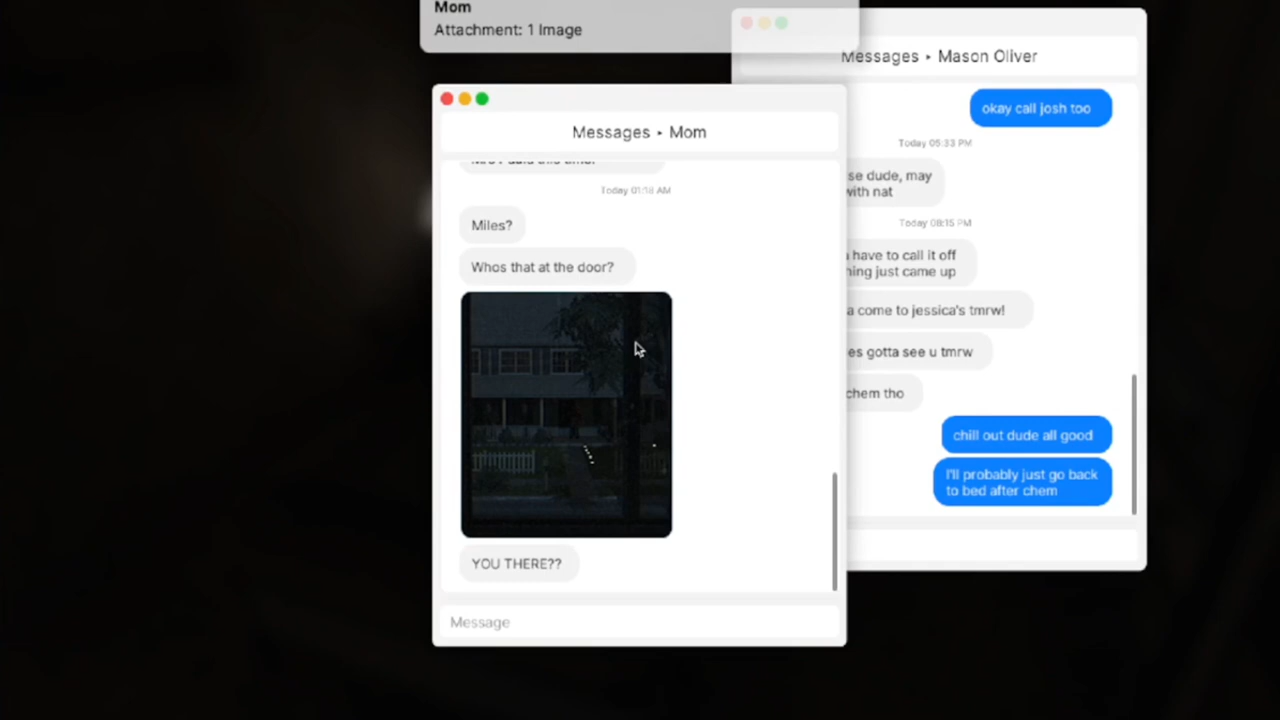 Mom
Attachment: 1 Image
Messages ‣ Mom
Today 01:18 AM
Miles?
Whos that at the door?
YOU THERE??
Message
Messages ‣ Mason Oliver
okay call josh too
Today 05:33 PM
se dude, may
with nat
Today 08:15 PM
have to call it off
ning just came up
a come to jessica's tmrw!
es gotta see u tmrw
chem tho
chill out dude all good
I'll probably just go back
to bed after chem